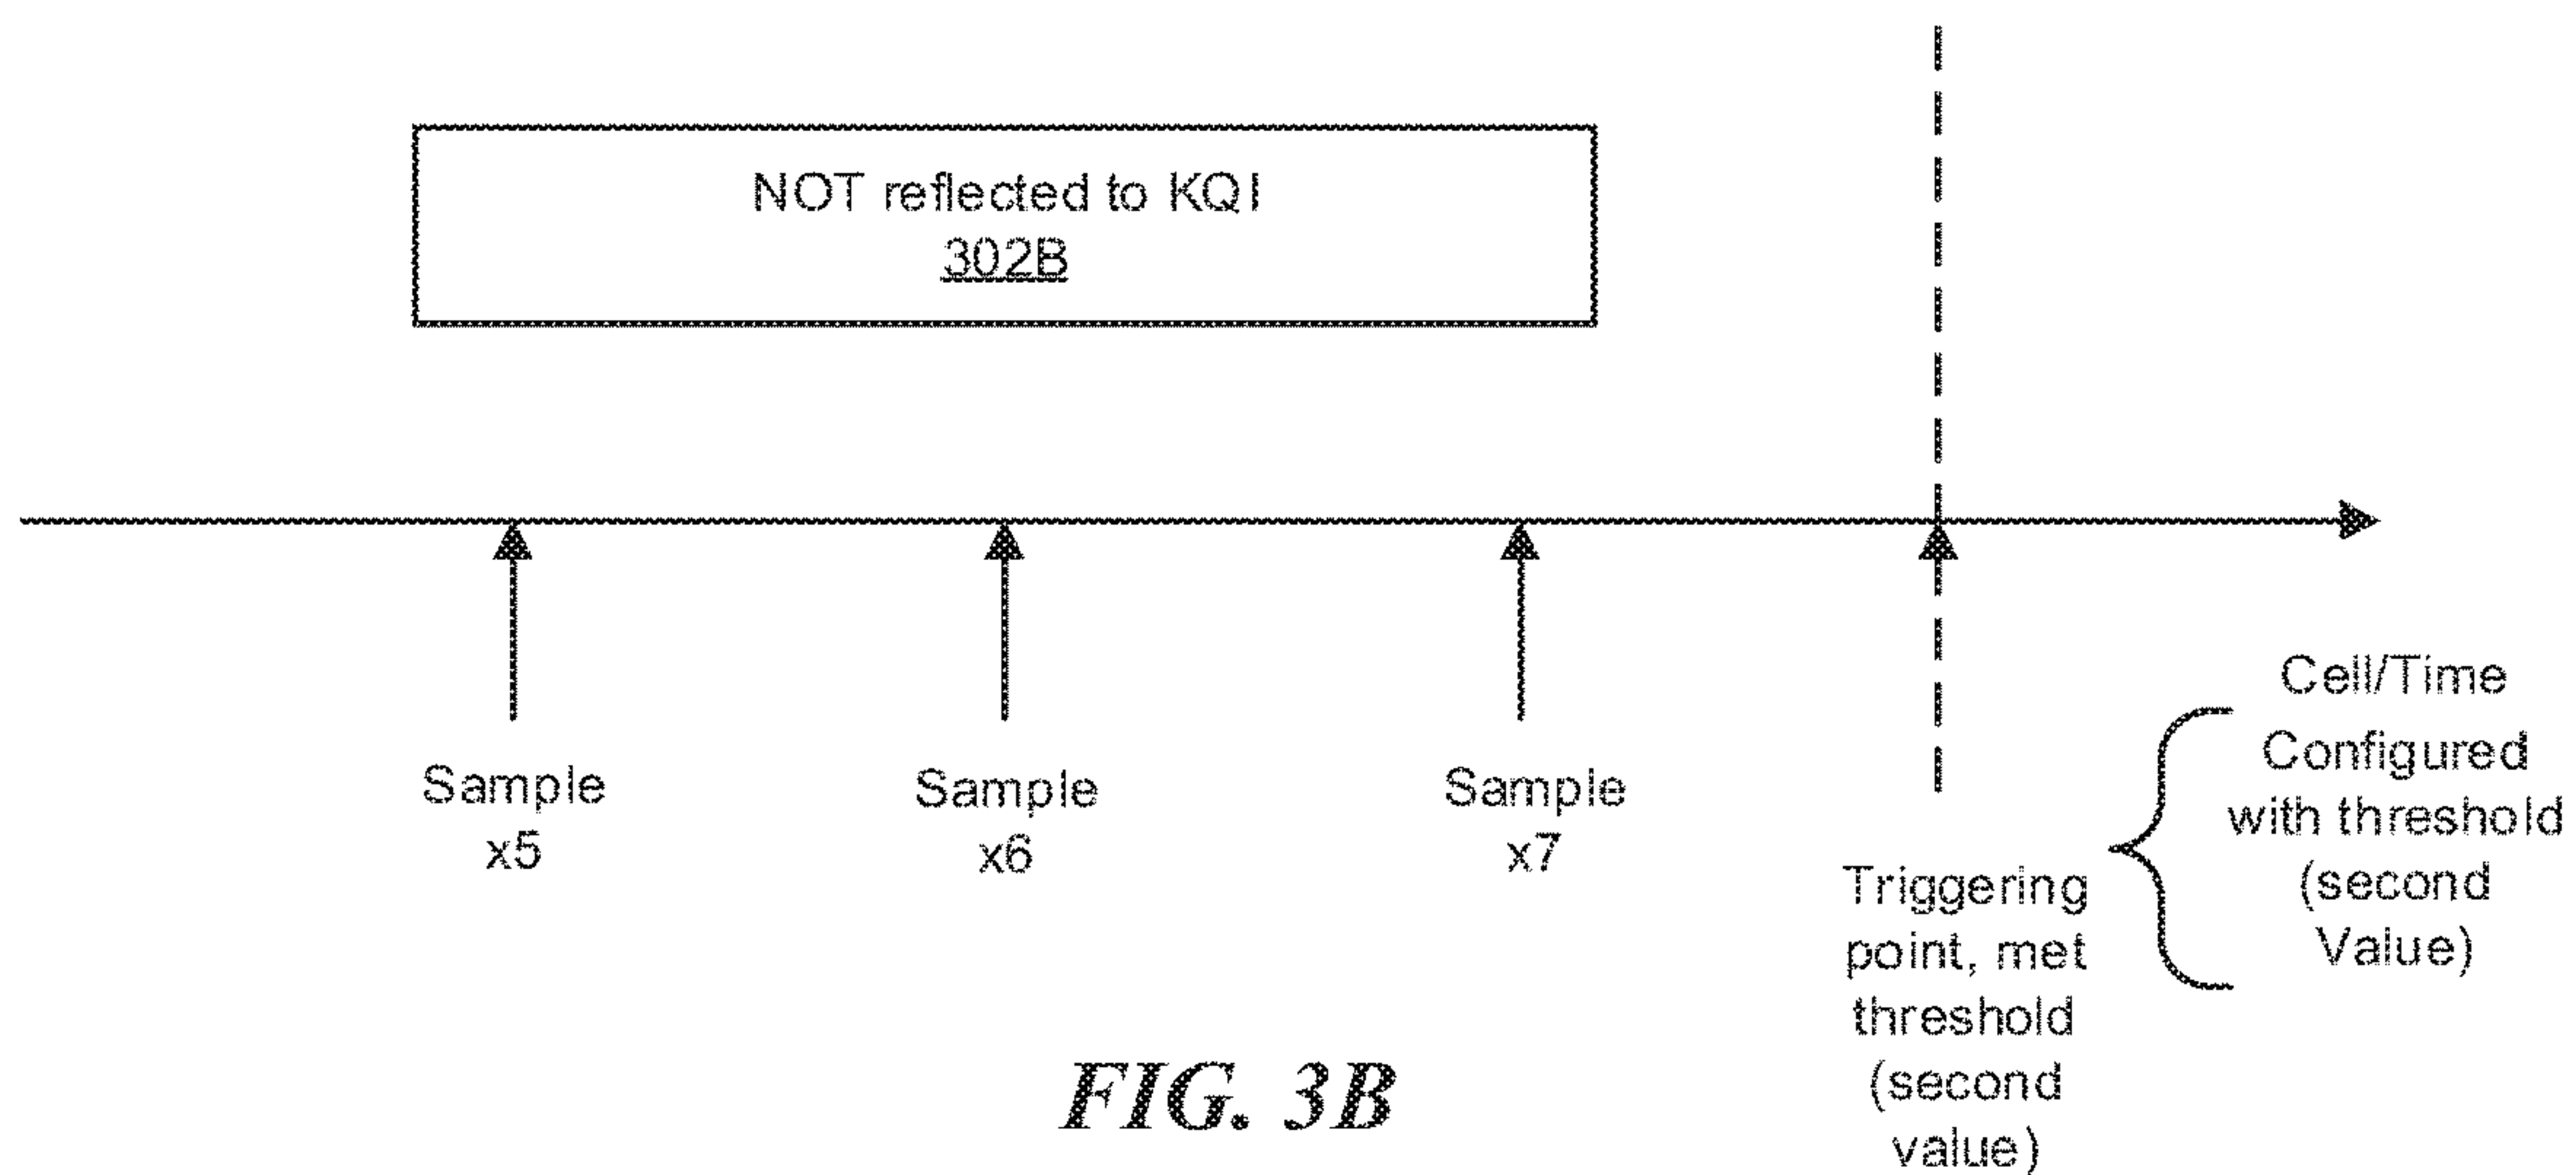 NOT reflected to KQI
302B
Sample
x5
Sample
x6
Sample
x7
Triggering
point, met
threshold
(second
value)
Cell/Time
Configured
with threshold
(second
Value)
FIG. 3B